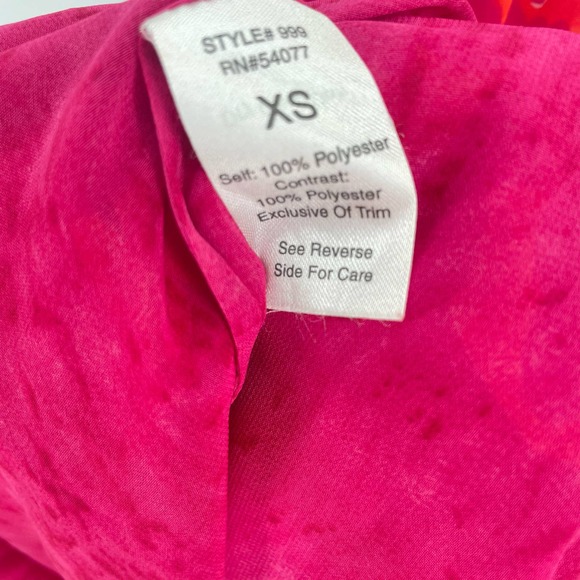 STYLE# 999
RN#54077
XS
Self: 100% Polyester
Contrast:
100% Polyester
Exclusive Of Trim
See Reverse
Side For Care